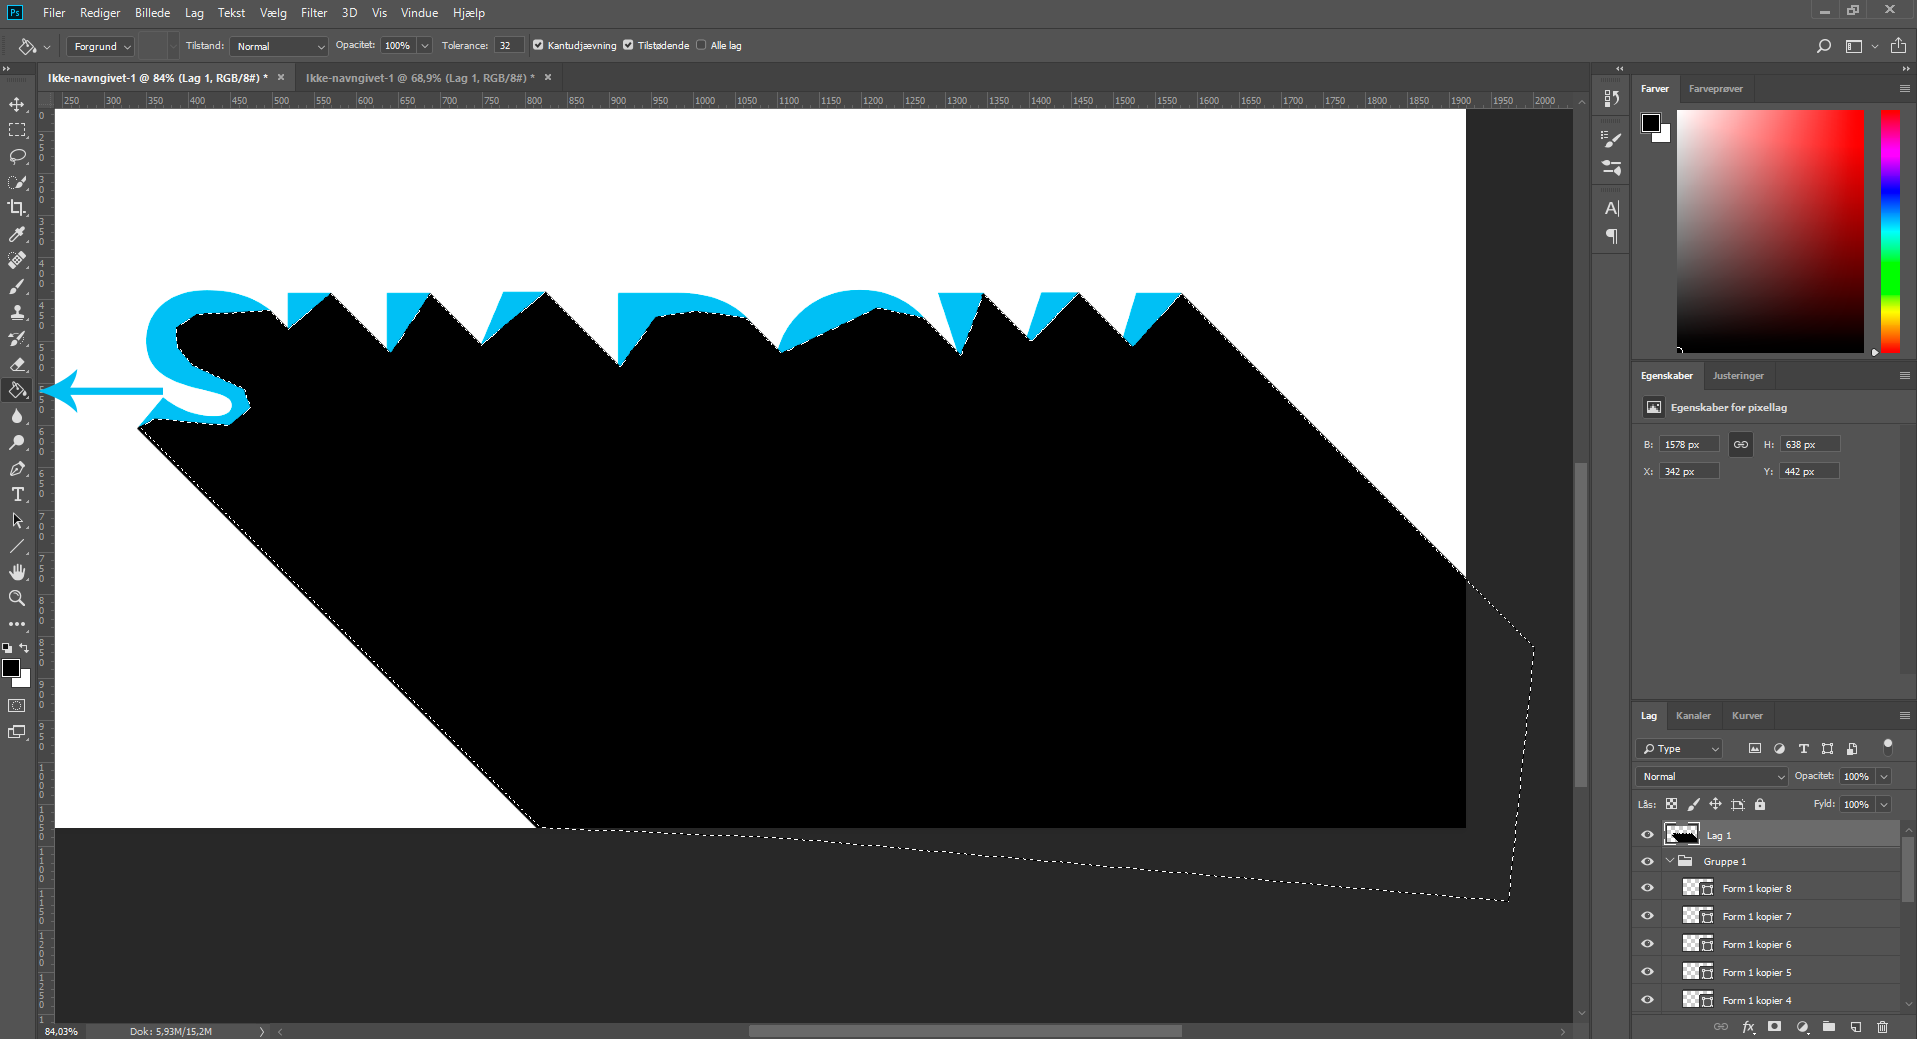 Ps Filer Rediger Billede Lag Tekst Vælg Filter 3D Vis Vindue Hjælp
Forgrund Tilstand: Normal Opacitet: 100% Tolerance: 32 Kantudjævning Tilstødende Alle lag
Ikke-navngivet-1 @ 84% (Lag 1, RGB/8#) * Ikke-navngivet-1 @ 68,9% (Lag 1, RGB/8#) *
250 300 350 400 450 500 550 600 650 700 750 800 850 900 950 1000 1050 1100 1150 1200 1250 1300 1350 1400 1450 1500 1550 1600 1650 1700 1750 1800 1850 1900 1950 2000
Farver Farveprøver
Egenskaber Justeringer
Egenskaber for pixellag
B: 1578 px H: 638 px
X: 342 px Y: 442 px
Lag Kanaler Kurver
Type
Normal Opacitet: 100%
Lås: Fyld: 100%
Lag 1
Gruppe 1
Form 1 kopier 8
Form 1 kopier 7
Form 1 kopier 6
Form 1 kopier 5
Form 1 kopier 4
84,03% Dok: 5,93M/15,2M